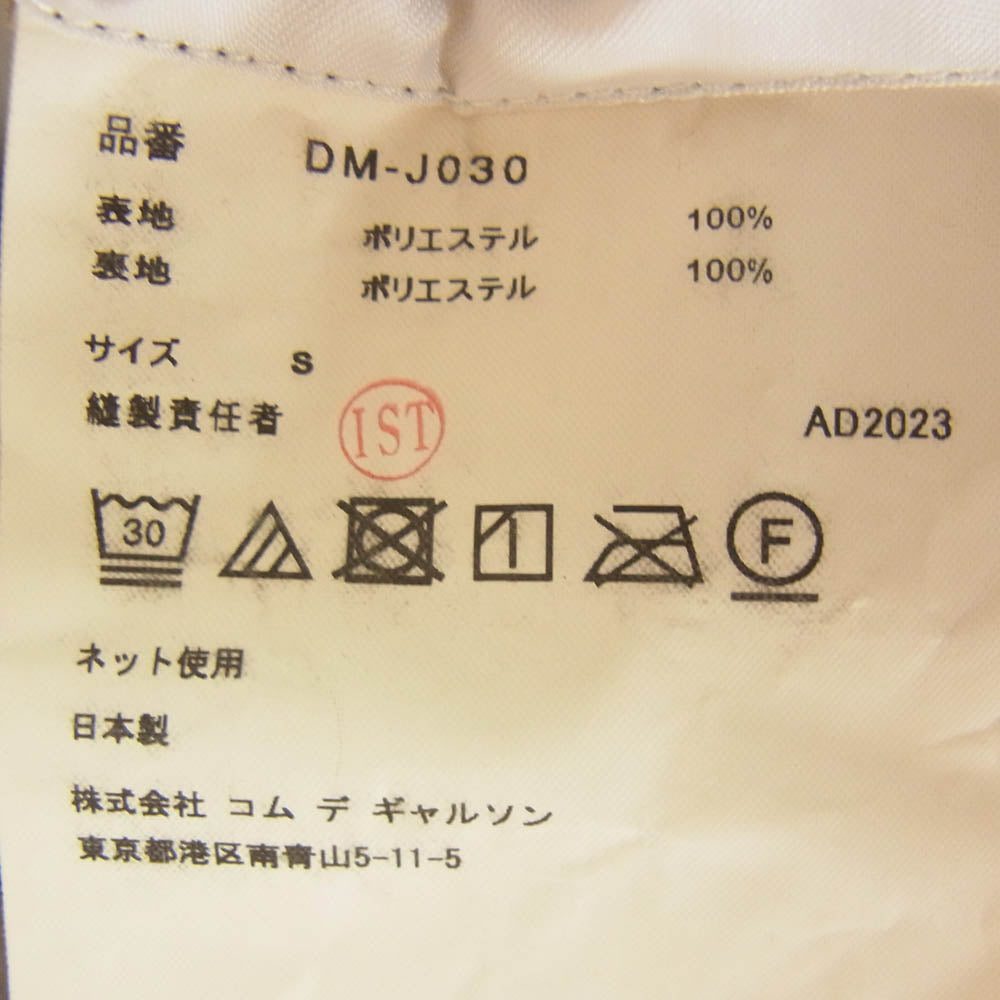 品番 DM-J030
表地 ポリエステル 100%
裏地 ポリエステル 100%
サイズ S
縫製責任者 IST AD2023
30 F
ネット使用
日本製
株式会社 コム デ ギャルソン
東京都港区南青山5-11-5